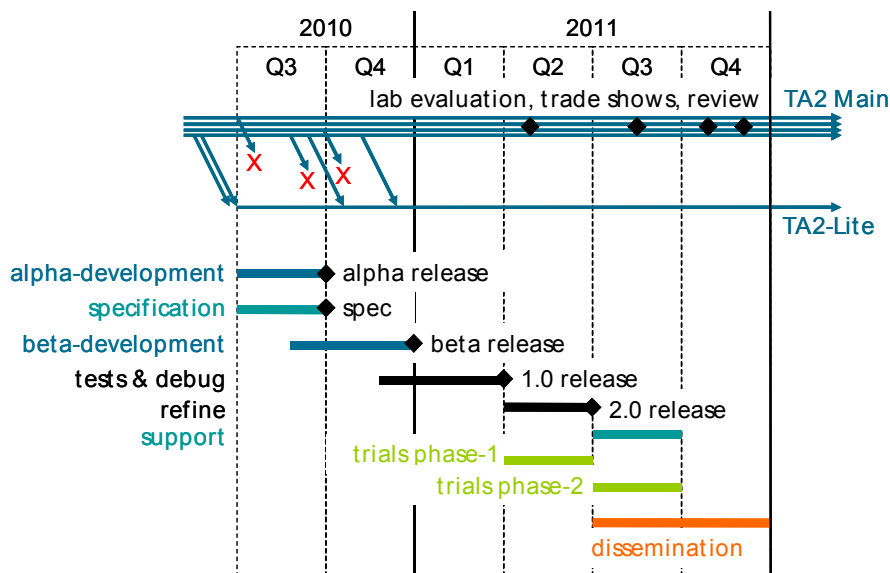 2010 2011
Q3 Q4 Q1 Q2 Q3 Q4
lab evaluation, trade shows, review TA2 Main
X X X
TA2-Lite
alpha-development alpha release
specification spec
beta-development beta release
tests & debug 1.0 release
refine 2.0 release
support
trials phase-1
trials phase-2
dissemination